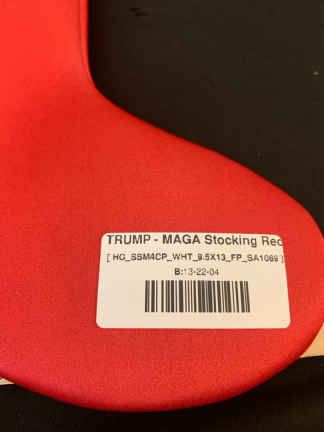 TRUMP - MAGA Stocking Red
[ HG_SSM4CP_WHT_9.5X13_FP_SA1089 ]
B:13-22-04